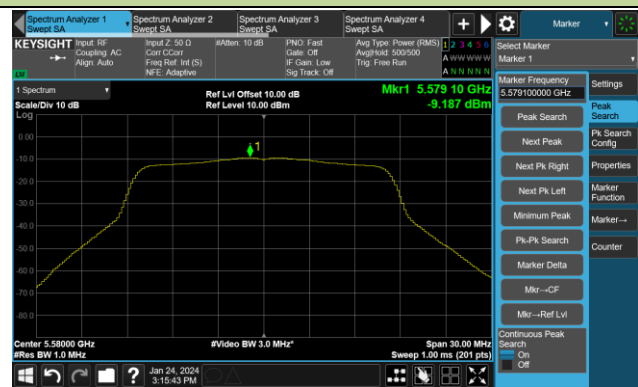 Spectrum Analyzer 1
Swept SA
Spectrum Analyzer 2
Swept SA
Spectrum Analyzer 3
Swept SA
Spectrum Analyzer 4
Swept SA
Marker
KEYSIGHT
Input: RF
Coupling: AC
Align: Auto
Input Z: 50 Ω
Corr CCorr
Freq Ref: Int (S)
NFE: Adaptive
#Atten: 10 dB
PNO: Fast
Gate: Off
IF Gain: Low
Sig Track: Off
Avg Type: Power (RMS)
Avg|Hold: 500/500
Trig: Free Run
1 2 3 4 5 6
A W W W W W
A N N N N N
LXI
Select Marker
Marker 1
1 Spectrum
Scale/Div 10 dB
Log
Ref Lvl Offset 10.00 dB
Ref Level 10.00 dBm
Mkr1 5.579 10 GHz
-9.187 dBm
1
0.00
-10.0
-20.0
-30.0
-40.0
-50.0
-60.0
-70.0
-80.0
Center 5.58000 GHz
#Res BW 1.0 MHz
#Video BW 3.0 MHz*
Span 30.00 MHz
Sweep 1.00 ms (201 pts)
Marker Frequency
5.579100000 GHz
Peak Search
Next Peak
Next Pk Right
Next Pk Left
Minimum Peak
Pk-Pk Search
Marker Delta
Mkr→CF
Mkr→Ref Lvl
Continuous Peak
Search
On
Off
Settings
Peak
Search
Pk Search
Config
Properties
Marker
Function
Marker→
Counter
?
Jan 24, 2024
3:15:43 PM